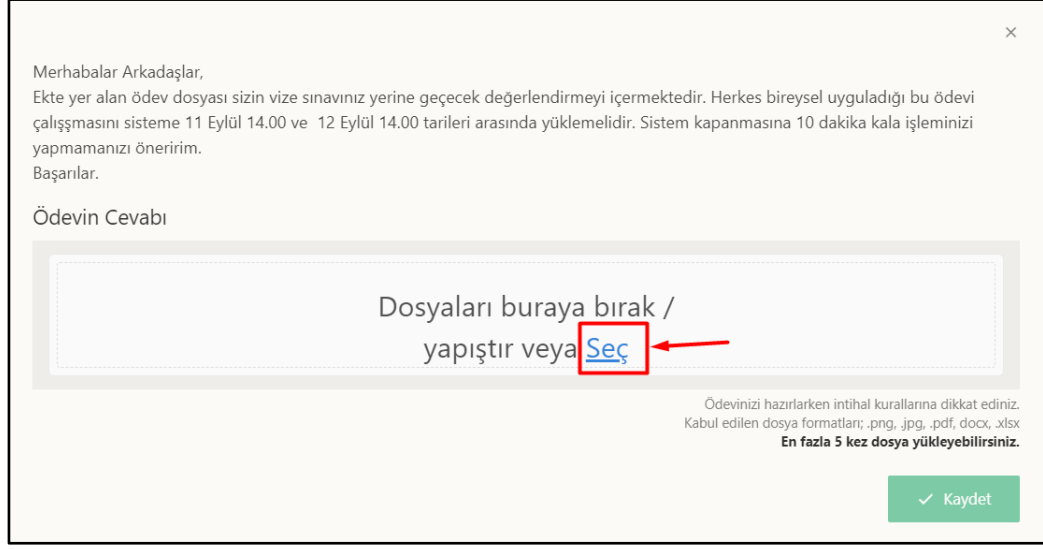 Merhabalar Arkadaşlar,
Ekte yer alan ödev dosyası sizin vize sınavınız yerine geçecek değerlendirmeyi içermektedir. Herkes bireysel uyguladığı bu ödevi
çalışşmasını sisteme 11 Eylül 14.00 ve  12 Eylül 14.00 tarileri arasında yüklemelidir. Sistem kapanmasına 10 dakika kala işleminizi
yapmamanızı öneririm.
Başarılar.
Ödevin Cevabı
Dosyaları buraya bırak /
yapıştır veya Seç
Ödevinizi hazırlarken intihal kurallarına dikkat ediniz.
Kabul edilen dosya formatları; .png, .jpg, .pdf, docx, .xlsx
En fazla 5 kez dosya yükleyebilirsiniz.
Kaydet